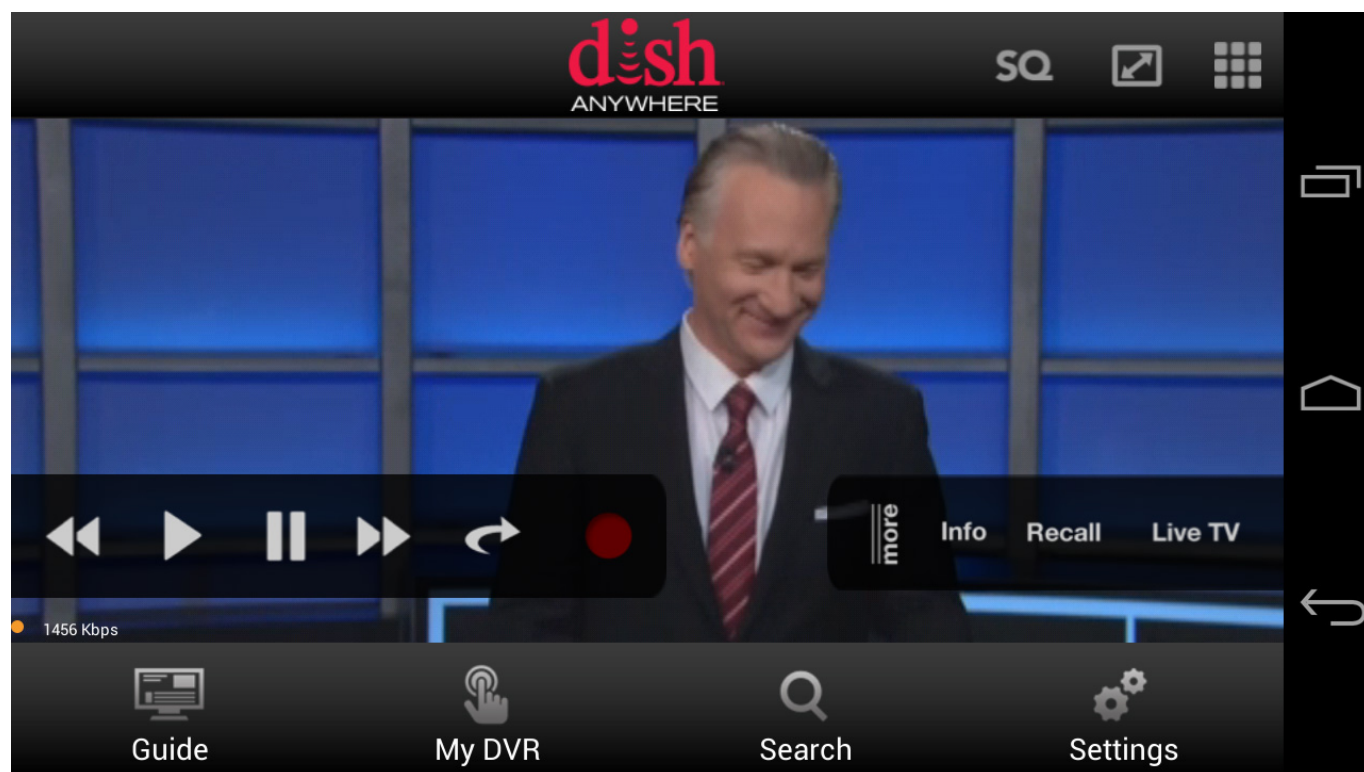 dish
ANYWHERE
SQ
more
Info
Recall
Live TV
1456 Kbps
Guide
My DVR
Search
Settings